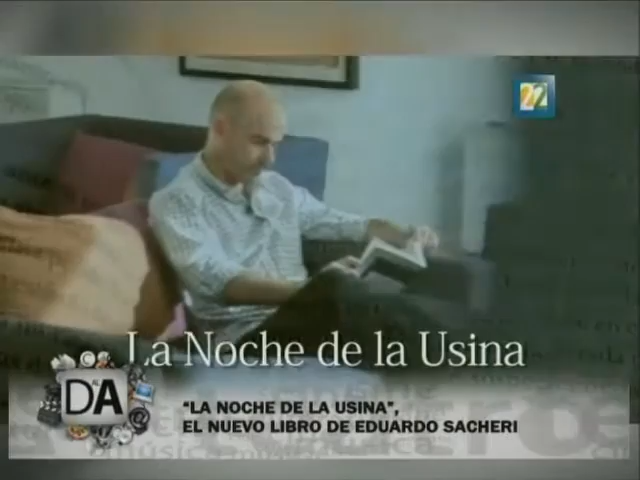 22
La Noche de la Usina
DA
"LA NOCHE DE LA USINA",
EL NUEVO LIBRO DE EDUARDO SACHERI